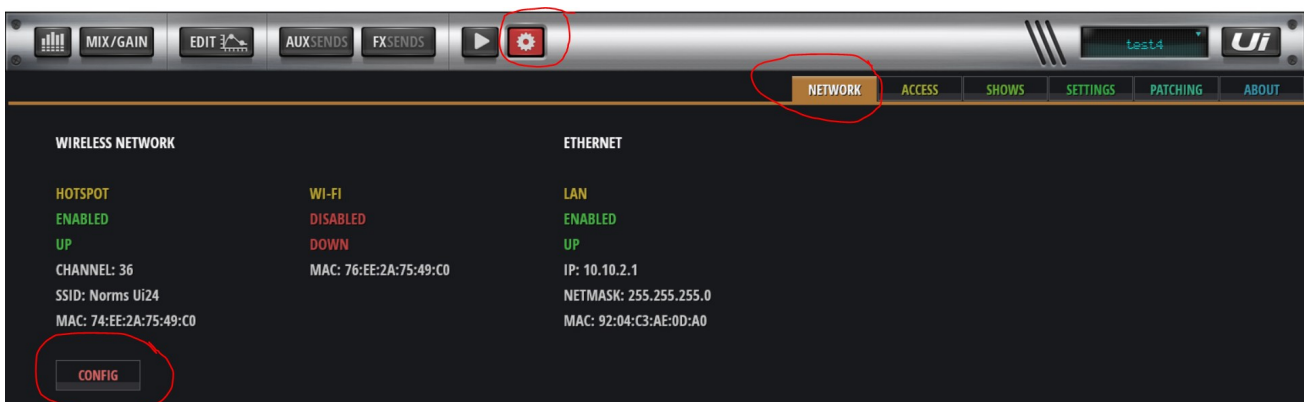 MIX/GAIN EDIT AUXSENDS FXSENDS test4 Ui
NETWORK ACCESS SHOWS SETTINGS PATCHING ABOUT
WIRELESS NETWORK ETHERNET
HOTSPOT WI-FI LAN
ENABLED DISABLED ENABLED
UP DOWN UP
CHANNEL: 36 MAC: 76:EE:2A:75:49:C0 IP: 10.10.2.1
SSID: Norms Ui24 NETMASK: 255.255.255.0
MAC: 74:EE:2A:75:49:C0 MAC: 92:04:C3:AE:0D:A0
CONFIG